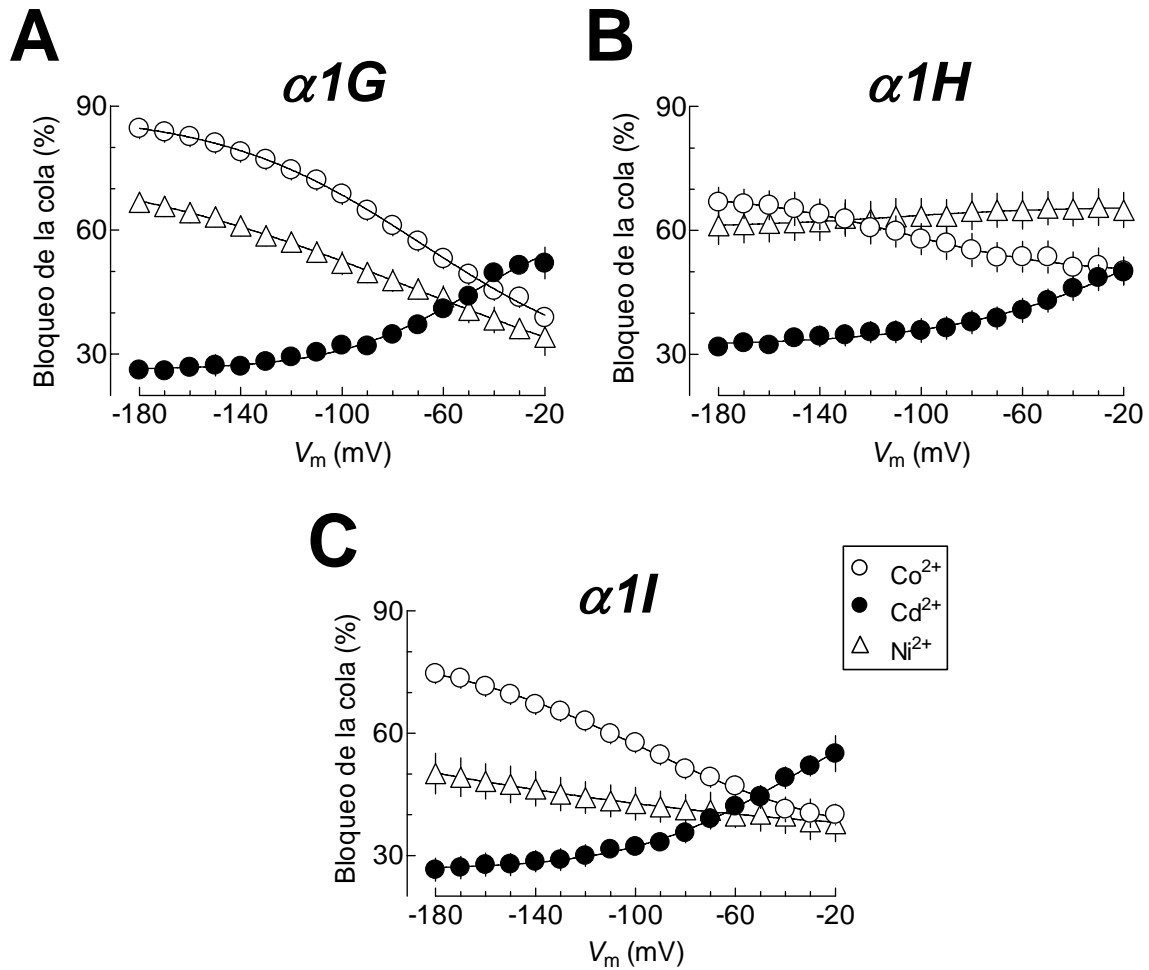 A
α1G
Bloqueo de la cola (%)
90
60
30
-180 -140 -100 -60 -20
Vm (mV)
B
α1H
Bloqueo de la cola (%)
90
60
30
-180 -140 -100 -60 -20
Vm (mV)
C
α1I
Bloqueo de la cola (%)
90
60
30
-180 -140 -100 -60 -20
Vm (mV)
Co2+
Cd2+
Ni2+